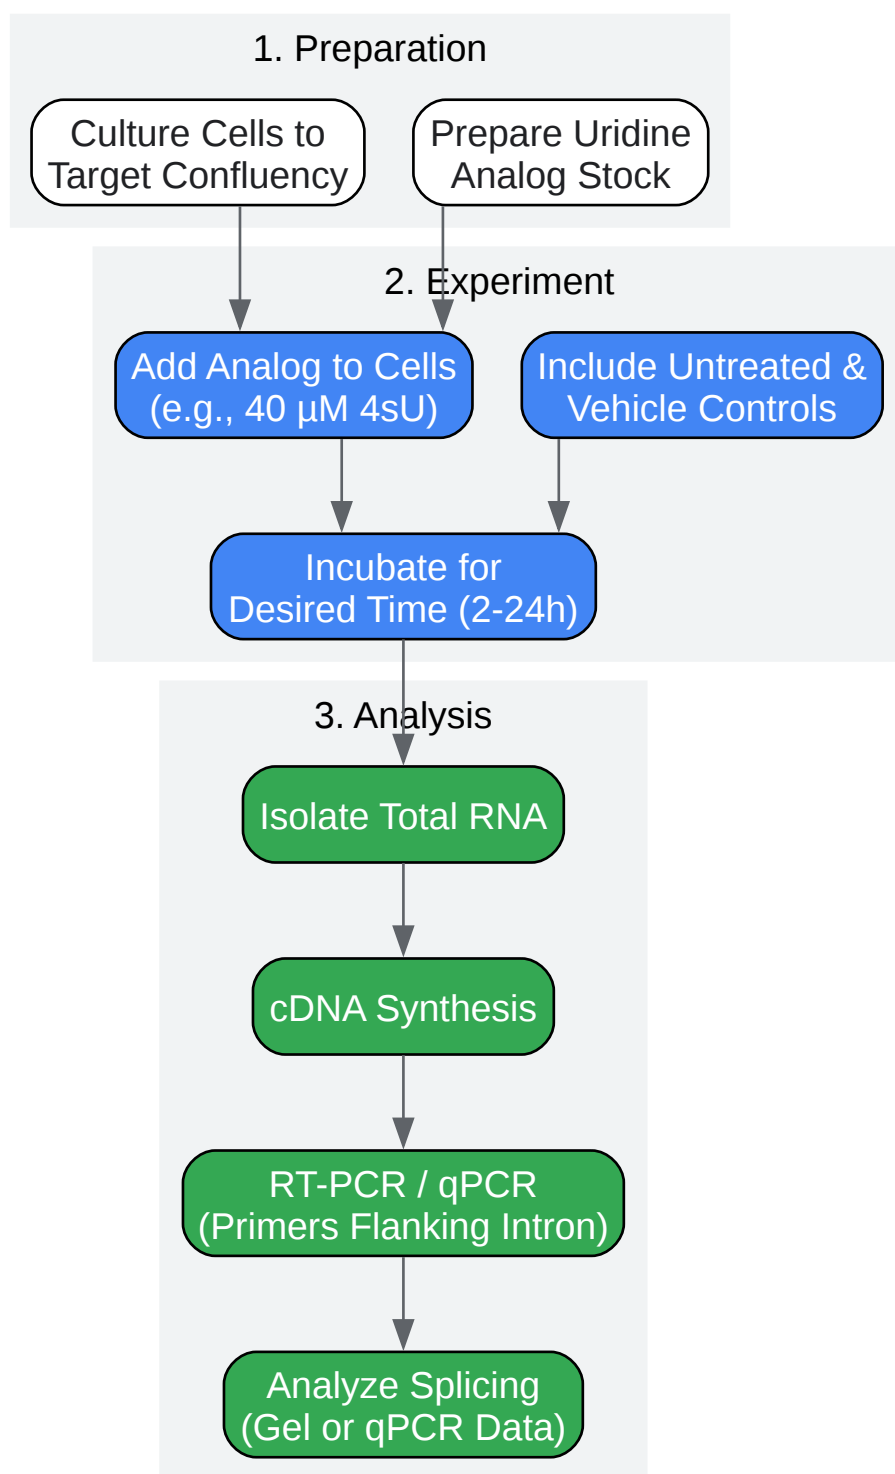 1. Preparation
Culture Cells to
Target Confluency
Prepare Uridine
Analog Stock
2. Experiment
Add Analog to Cells
(e.g., 40 µM 4sU)
Include Untreated &
Vehicle Controls
Incubate for
Desired Time (2-24h)
3. Analysis
Isolate Total RNA
cDNA Synthesis
RT-PCR / qPCR
(Primers Flanking Intron)
Analyze Splicing
(Gel or qPCR Data)